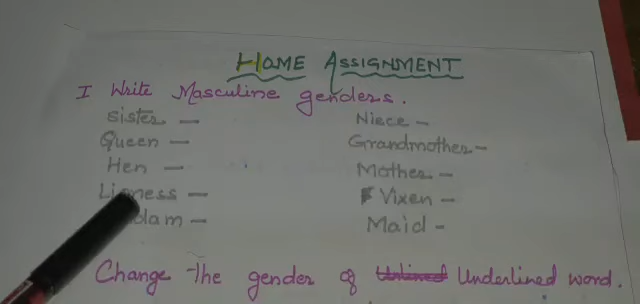 HOME ASSIGNMENT
I Write Masculine genders.
Sister —
Queen —
Hen —
Lioness —
Niece -
Grandmother -
Mother -
Vixen -
Maid -
Change The gender of Underlined word.